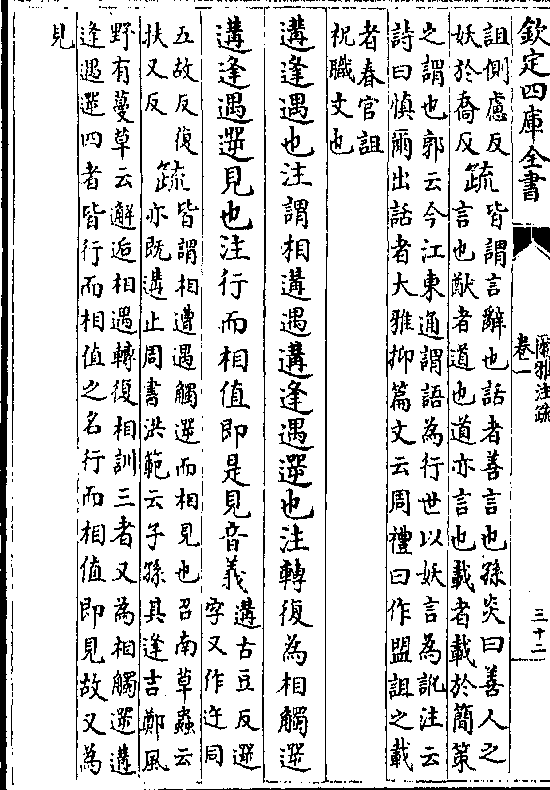 欽定四庫全書
爾雅注疏
卷一
三十二
詛側慮反
妖於喬反
疏
皆謂言辭也話者善言也孫炎曰善人之
言也猷者道也道亦言也載者載於簡策
之謂也郭云今江東通謂語為行世以妖言為訛注云
詩曰慎爾出話者大雅抑篇文云周禮曰作盟詛之載
者春官詛
祝職文也
遘逢遇也注謂相遘遇遘逢遇遻也注轉復為相觸遻
遘逢遇遻見也注行而相值即是見音義
遘古豆反遻
字又作迕同
五故反復
扶又反
疏
皆謂相遭遇觸遻而相見也召南草蟲云
亦既遘止周書洪範云子孫其逢吉鄭風
野有蔓草云邂逅相遇轉復相訓三者又為相觸遻遘
逢遇遻四者皆行而相值之名行而相值即見故又為
見